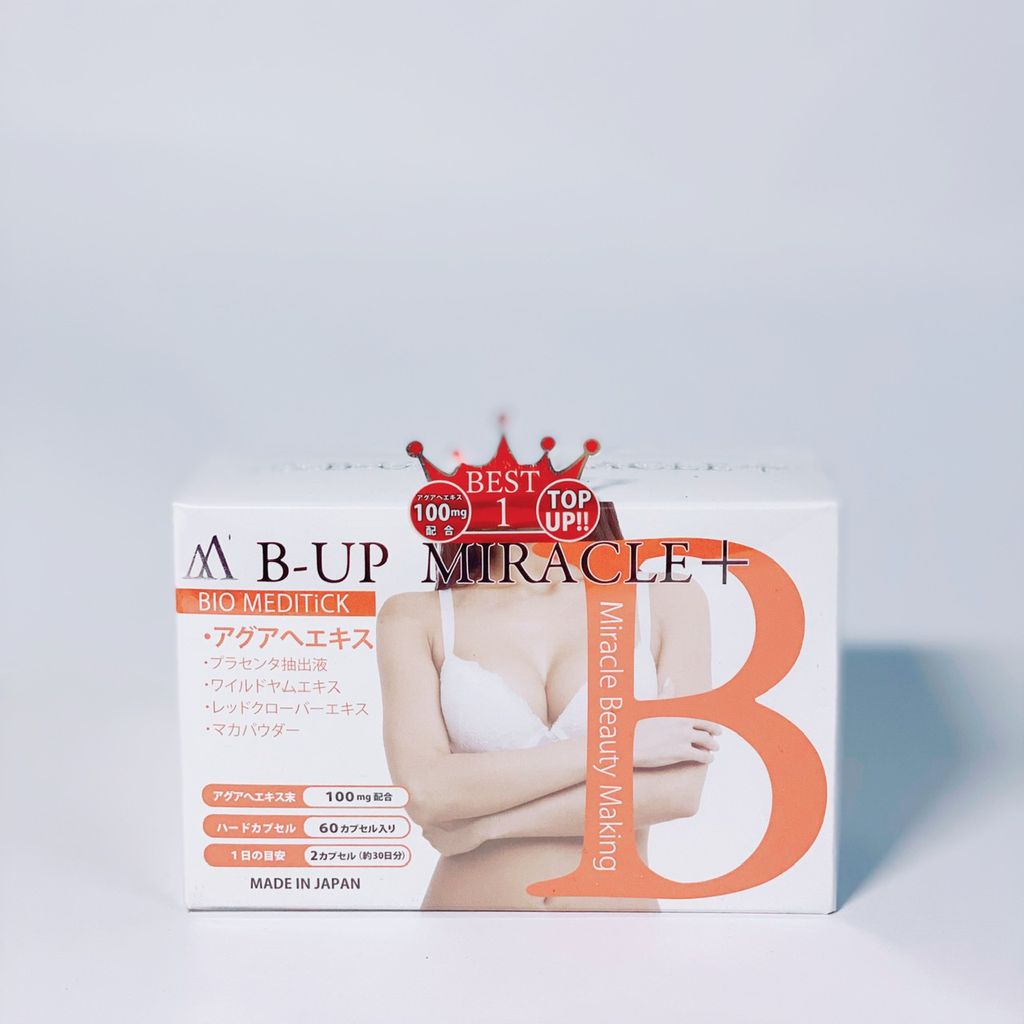 BEST
1
アグアヘエキス
100mg
配合
TOP
UP!!
B-UP MIRACLE+
BIO MEDITiCK
・アグアヘエキス
・プラセンタ抽出液
・ワイルドヤムエキス
・レッドクローバーエキス
・マカパウダー
アグアヘエキス末 100mg配合
ハードカプセル 60カプセル入り
1日の目安 2カプセル(約30日分)
MADE IN JAPAN
B
Miracle Beauty Making